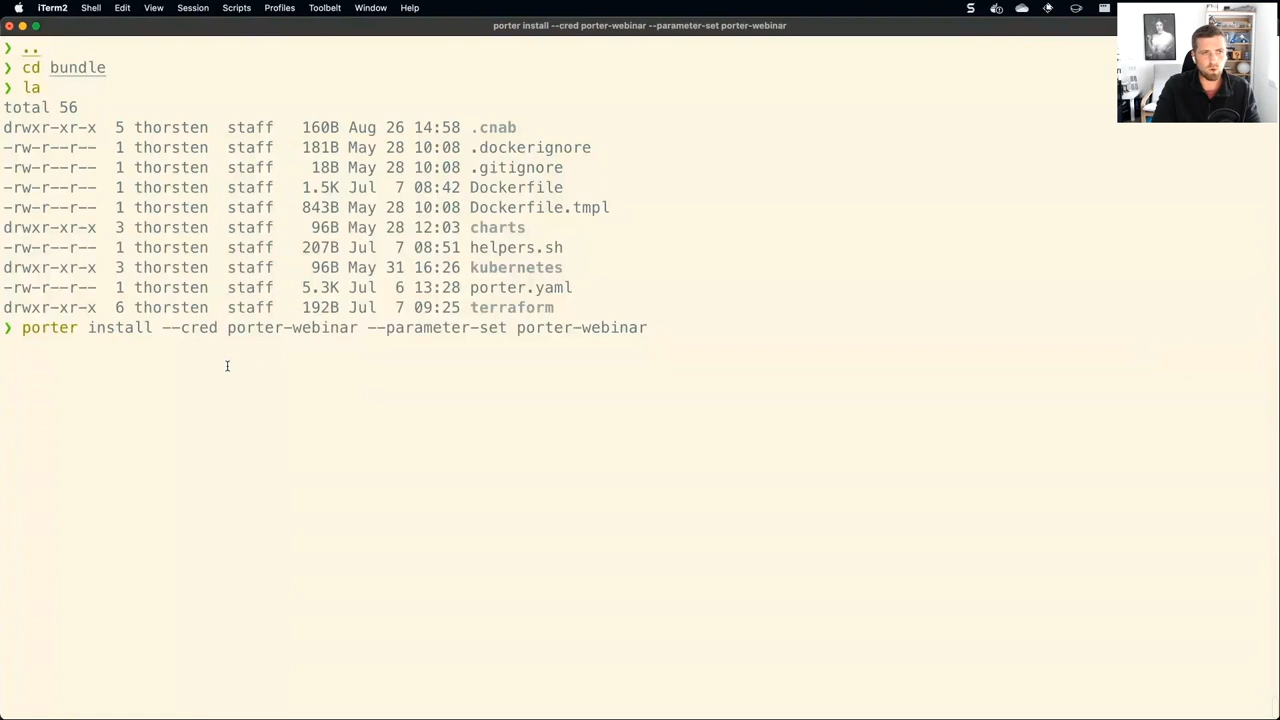 iTerm2 Shell Edit View Session Scripts Profiles Toolbelt Window Help
porter install --cred porter-webinar --parameter-set porter-webinar
❯ ..
❯ cd bundle
❯ la
total 56
drwxr-xr-x 5 thorsten staff 160B Aug 26 14:58 .cnab
-rw-r--r-- 1 thorsten staff 181B May 28 10:08 .dockerignore
-rw-r--r-- 1 thorsten staff 18B May 28 10:08 .gitignore
-rw-r--r-- 1 thorsten staff 1.5K Jul 7 08:42 Dockerfile
-rw-r--r-- 1 thorsten staff 843B May 28 10:08 Dockerfile.tmpl
drwxr-xr-x 3 thorsten staff 96B May 28 12:03 charts
-rw-r--r-- 1 thorsten staff 207B Jul 7 08:51 helpers.sh
drwxr-xr-x 3 thorsten staff 96B May 31 16:26 kubernetes
-rw-r--r-- 1 thorsten staff 5.3K Jul 6 13:28 porter.yaml
drwxr-xr-x 6 thorsten staff 192B Jul 7 09:25 terraform
❯ porter install --cred porter-webinar --parameter-set porter-webinar